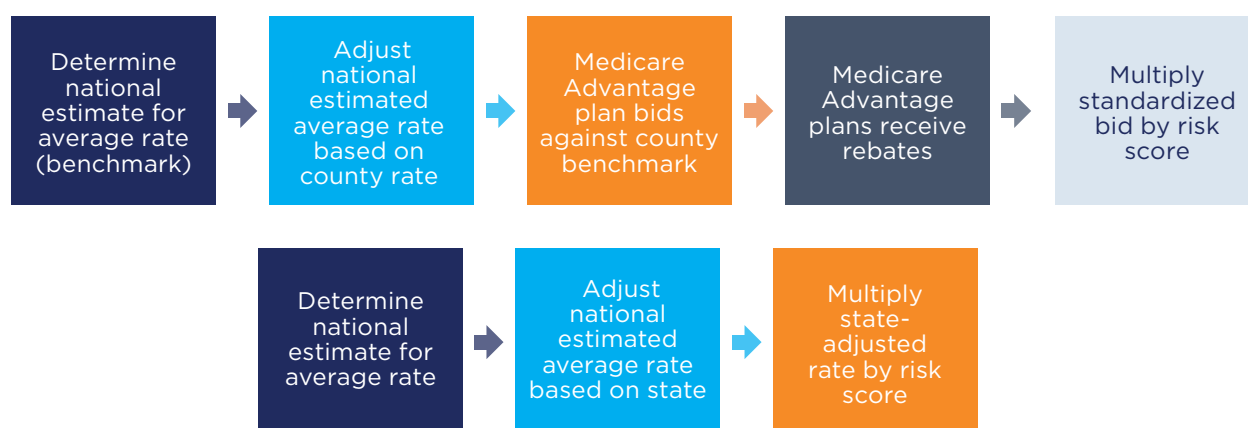 Determine
national
estimate for
average rate
(benchmark)
Adjust
national
estimated
average rate
based on
county rate
Medicare
Advantage
plan bids
against county
benchmark
Medicare
Advantage
plans receive
rebates
Multiply
standardized
bid by risk
score
Determine
national
estimate for
average rate
Adjust
national
estimated
average rate
based on state
Multiply
state-
adjusted
rate by risk
score